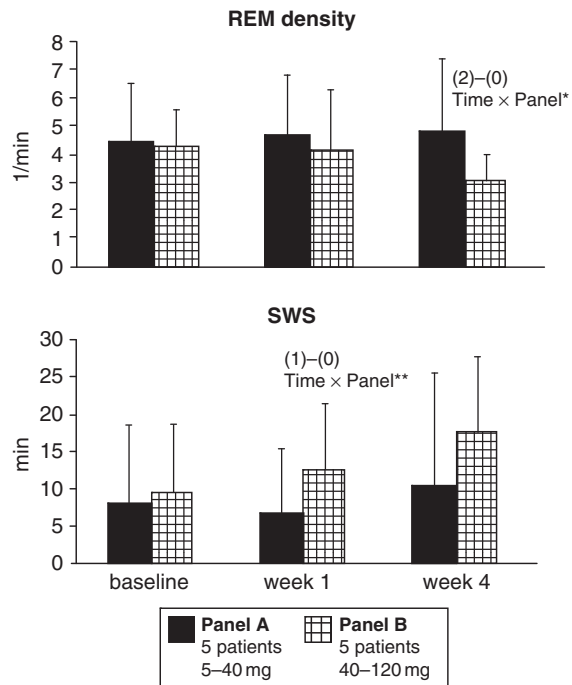 REM density
8
7
6
5
4
3
2
1
0
1/min
(2)–(0)
Time × Panel*
SWS
30
25
20
15
10
5
0
min
(1)–(0)
Time × Panel**
baseline week 1 week 4
Panel A Panel B
5 patients 5 patients
5–40 mg 40–120 mg